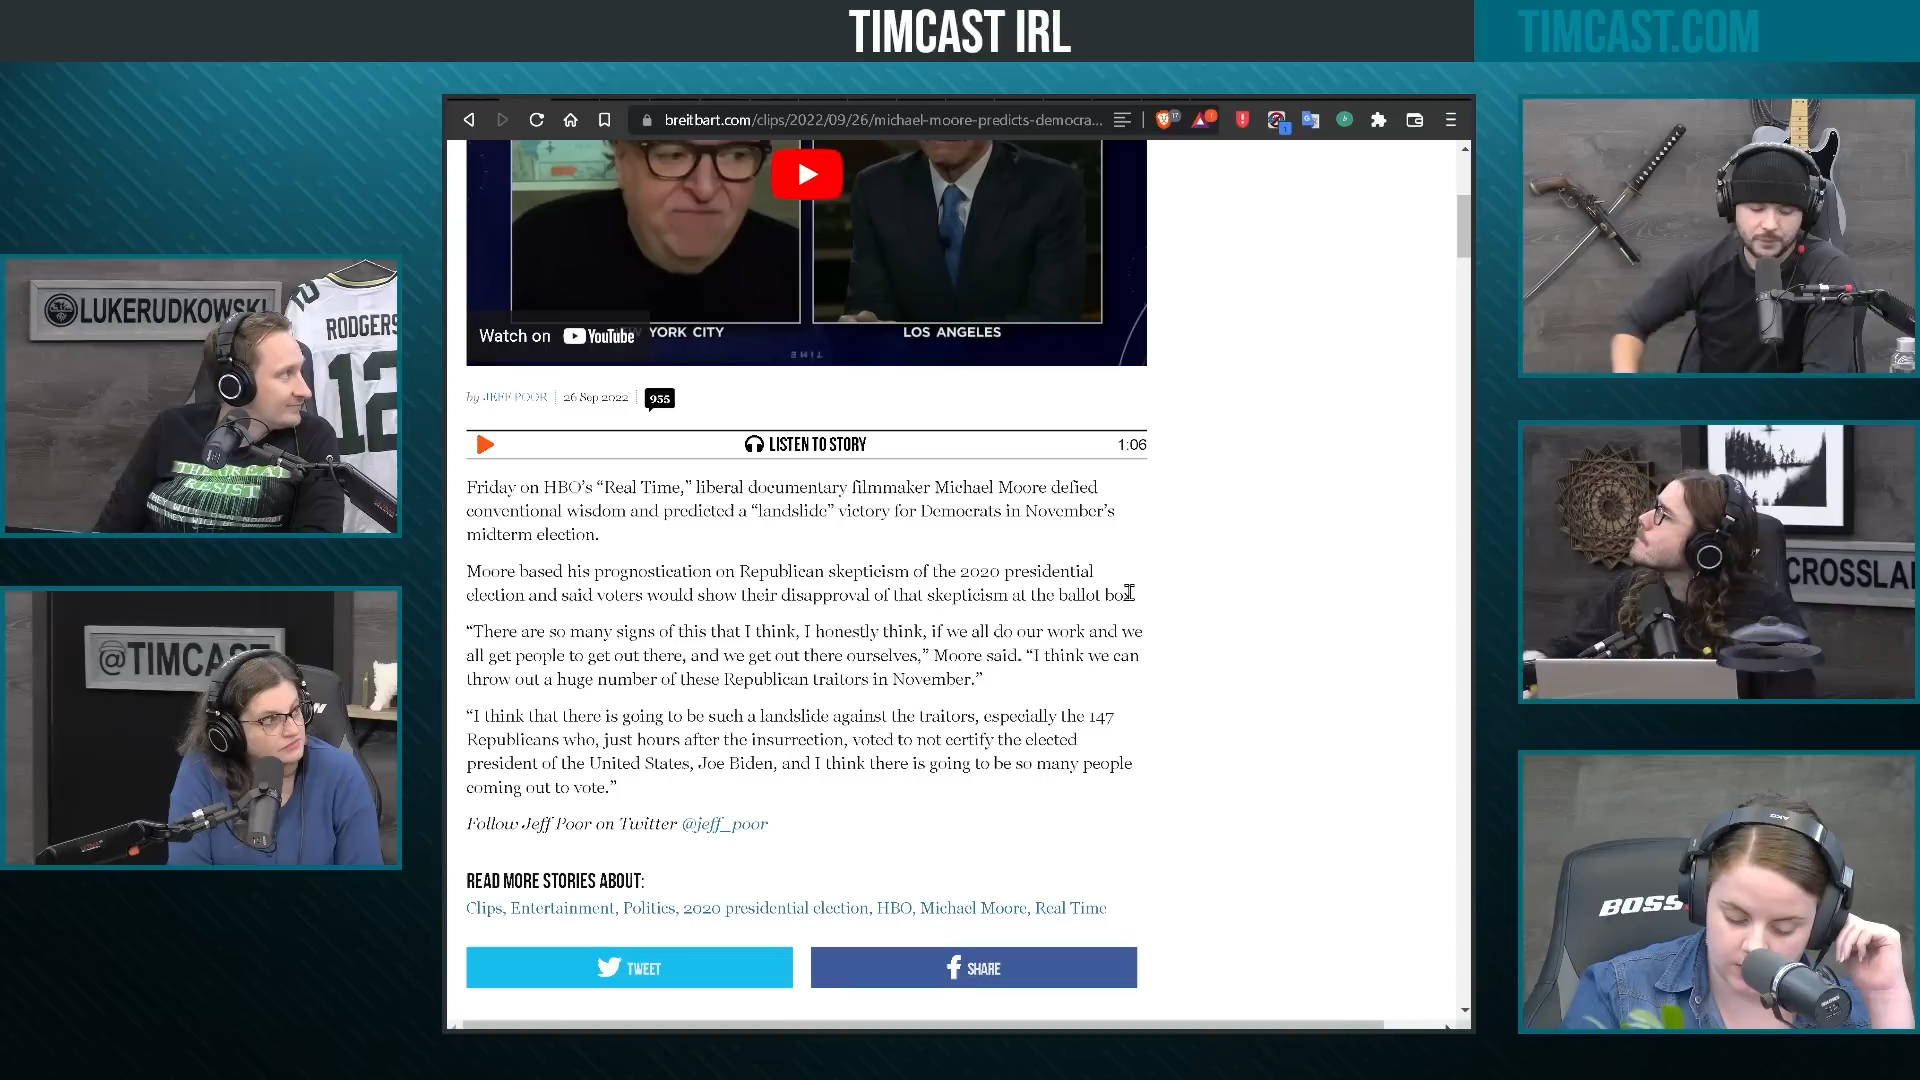 TIMCAST IRL
TIMCAST.COM
breitbart.com/clips/2022/09/26/michael-moore-predicts-democra...
Watch on YouTube
YORK CITY
LOS ANGELES
by JEFF POOR
26 Sep 2022
955
LISTEN TO STORY
1:06
Friday on HBO’s “Real Time,” liberal documentary filmmaker Michael Moore defied
conventional wisdom and predicted a “landslide” victory for Democrats in November’s
midterm election.
Moore based his prognostication on Republican skepticism of the 2020 presidential
election and said voters would show their disapproval of that skepticism at the ballot box.
“There are so many signs of this that I think, I honestly think, if we all do our work and we
all get people to get out there, and we get out there ourselves,” Moore said. “I think we can
throw out a huge number of these Republican traitors in November.”
“I think that there is going to be such a landslide against the traitors, especially the 147
Republicans who, just hours after the insurrection, voted to not certify the elected
president of the United States, Joe Biden, and I think there is going to be so many people
coming out to vote.”
Follow Jeff Poor on Twitter @jeff_poor
READ MORE STORIES ABOUT:
Clips, Entertainment, Politics, 2020 presidential election, HBO, Michael Moore, Real Time
TWEET
SHARE
LUKERUDKOWSKI
RODGERS
12
THE GREAT
RESIST
@TIMCAST
CROSSLA
BOSS
AKG